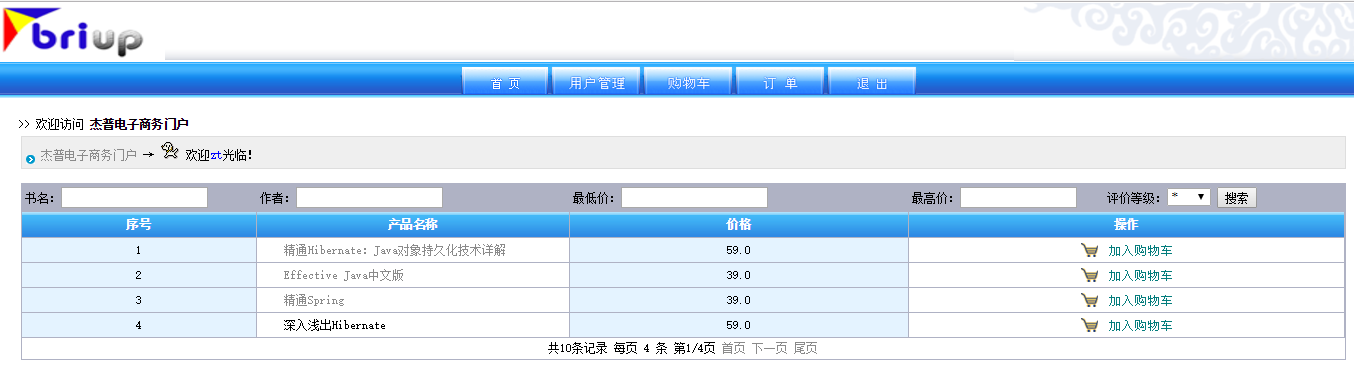 briup
首 页 用户管理 购物车 订 单 退 出
>> 欢迎访问 杰普电子商务门户
杰普电子商务门户 → 欢迎zt光临!
书名: 作者: 最低价: 最高价: 评价等级: * 搜索
序号 产品名称 价格 操作
1 精通Hibernate: Java对象持久化技术详解 59.0 加入购物车
2 Effective Java中文版 39.0 加入购物车
3 精通Spring 39.0 加入购物车
4 深入浅出Hibernate 59.0 加入购物车
共10条记录 每页 4 条 第1/4页 首页 下一页 尾页